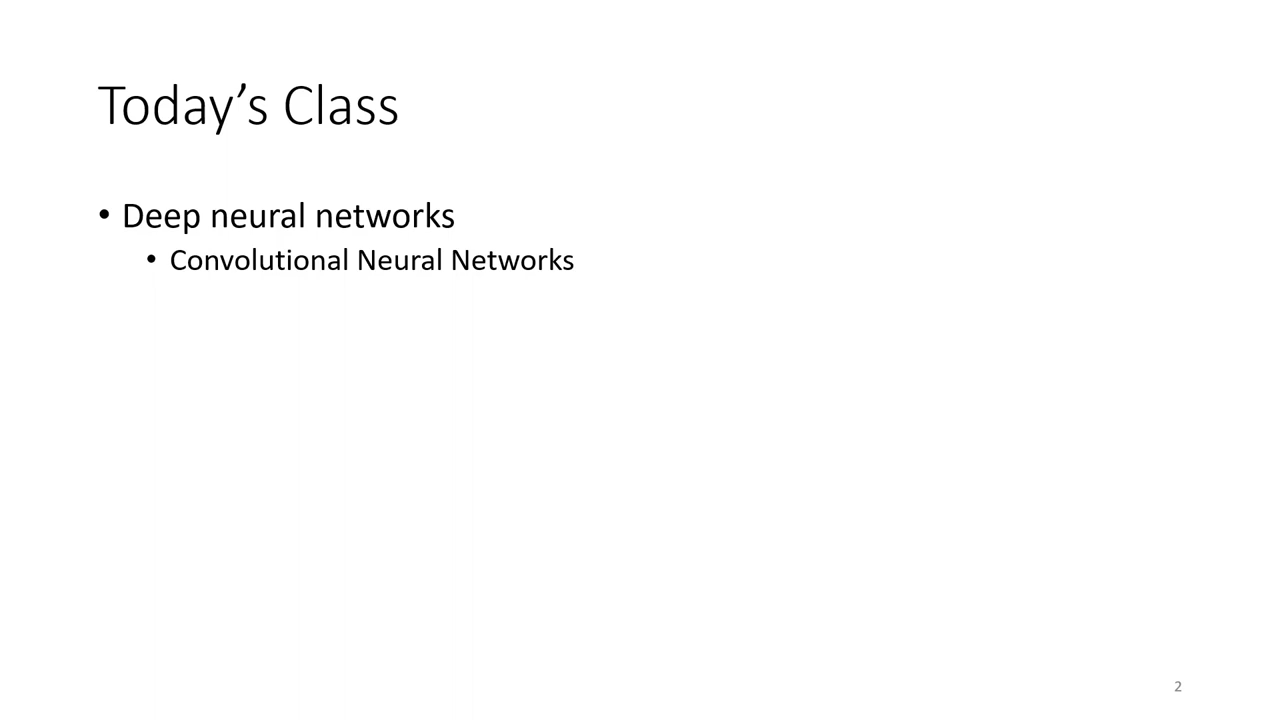 Today’s Class
• Deep neural networks
• Convolutional Neural Networks
2